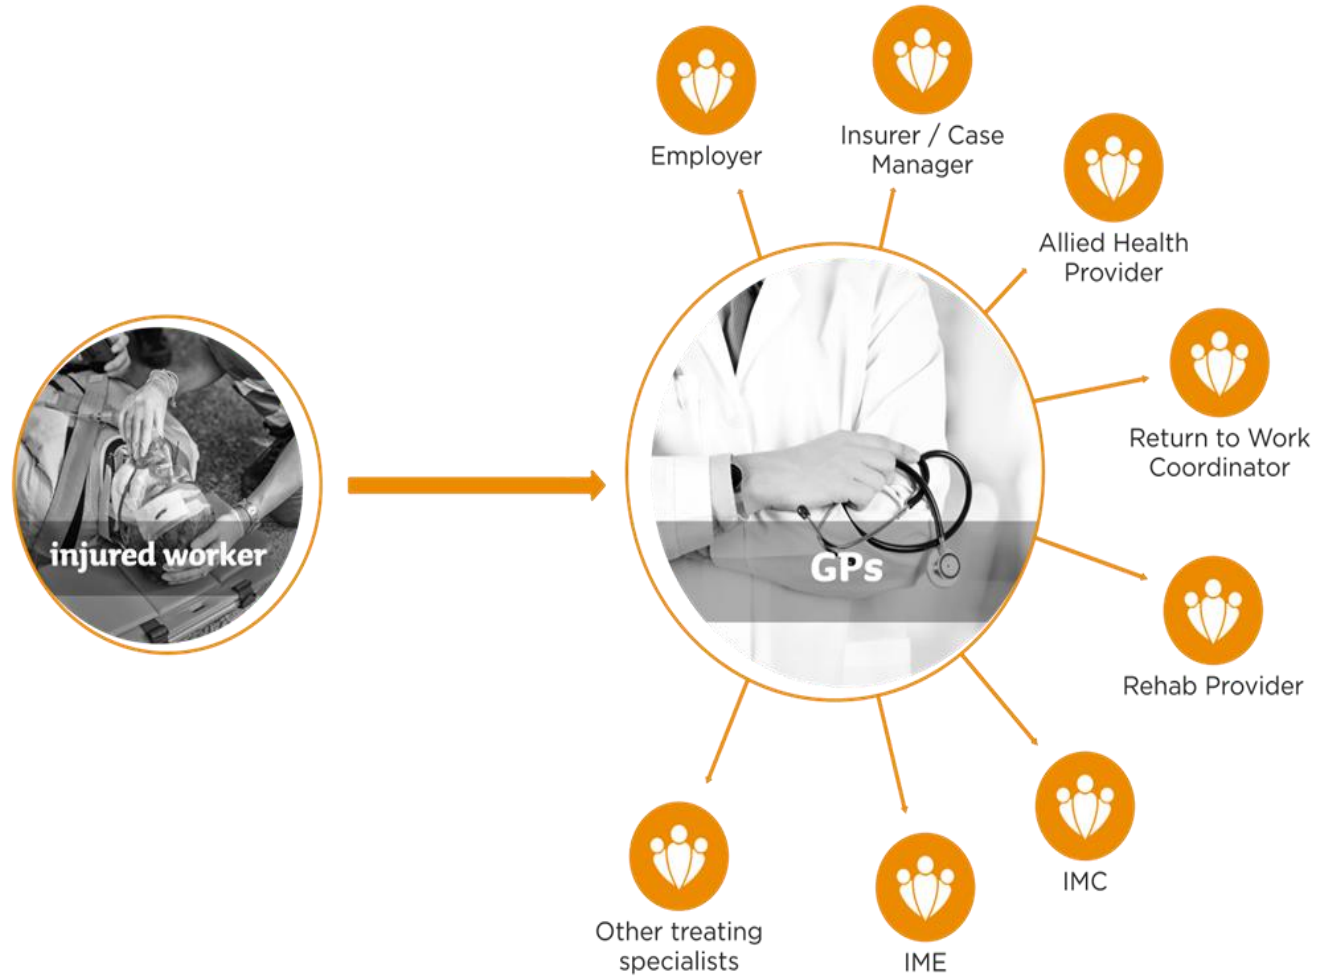 Employer
Insurer / Case
Manager
Allied Health
Provider
Return to Work
Coordinator
injured worker
GPs
Rehab Provider
IMC
Other treating
specialists
IME